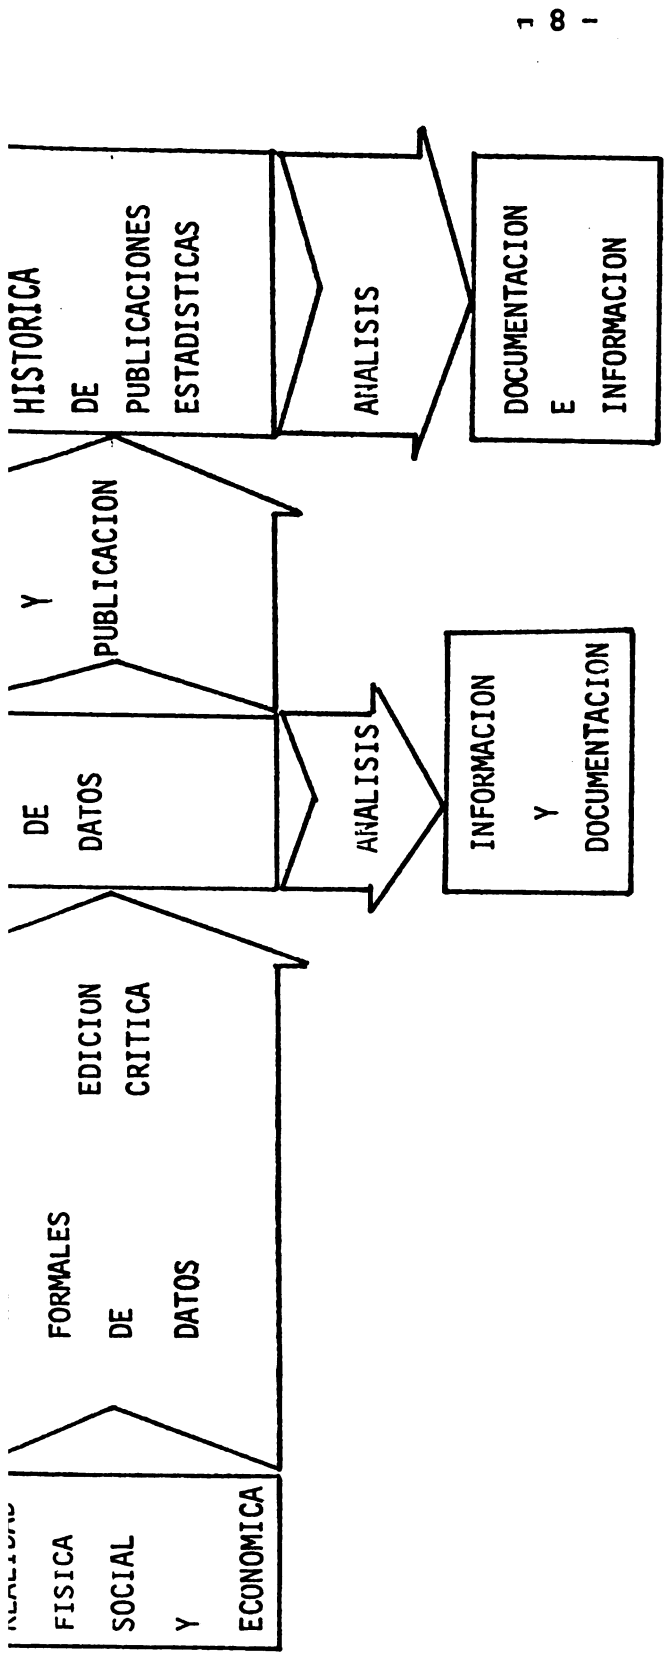 - 8 -
FISICA
SOCIAL
Y
ECONOMICA
FORMALES
DE
DATOS
EDICION
CRITICA
DE
DATOS
ANALISIS
INFORMACION
Y
DOCUMENTACION
Y
PUBLICACION
HISTORICA
DE
PUBLICACIONES
ESTADISTICAS
ANALISIS
DOCUMENTACION
E
INFORMACION